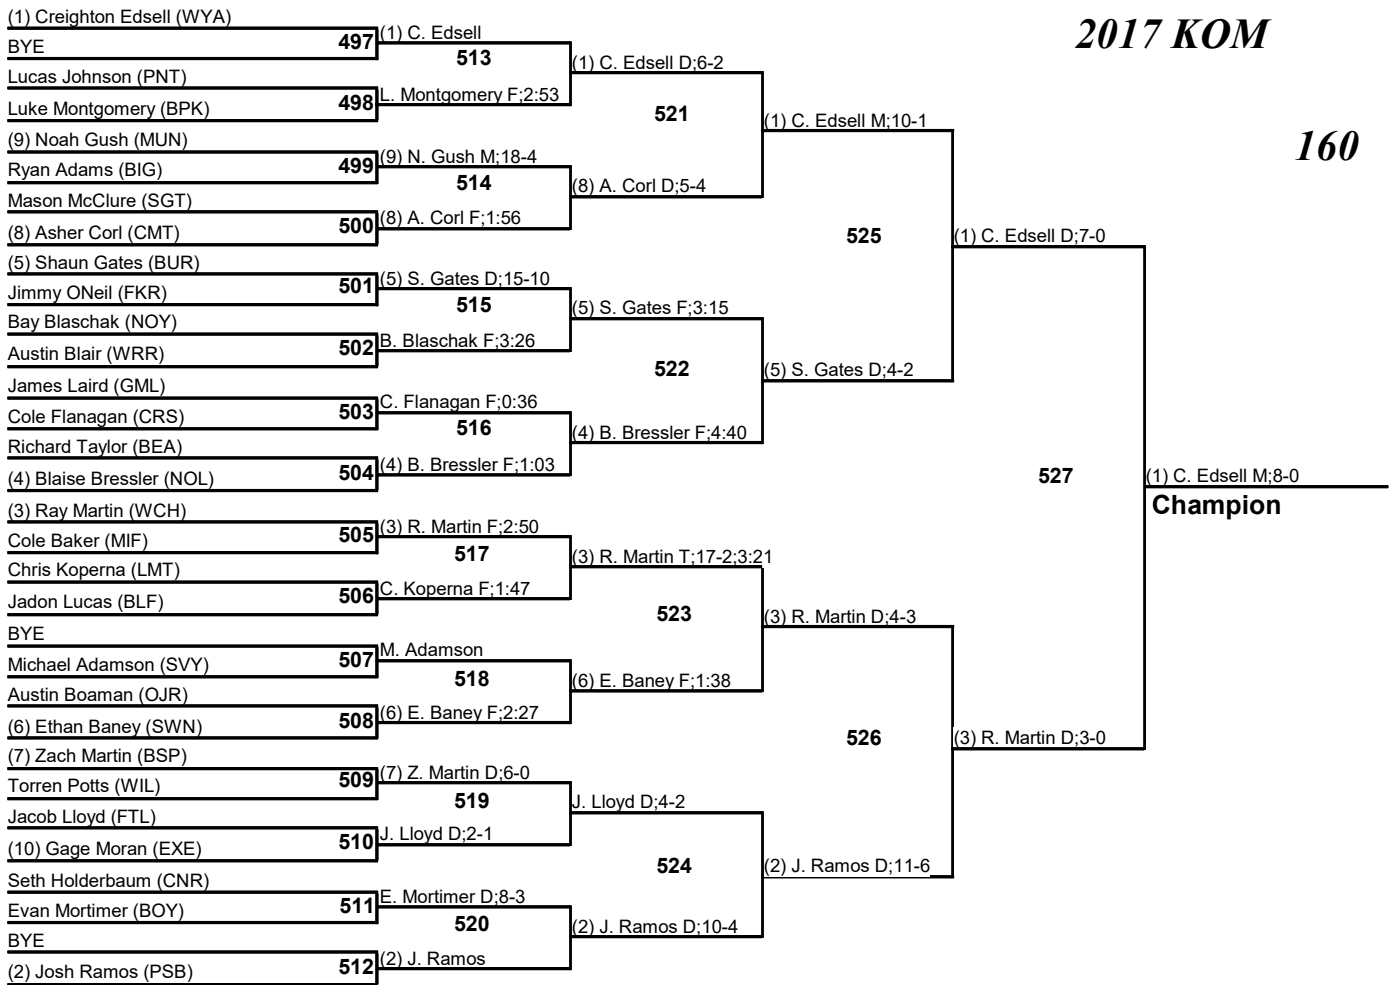 2017 KOM
160
(1) Creighton Edsell (WYA)
BYE
Lucas Johnson (PNT)
Luke Montgomery (BPK)
(9) Noah Gush (MUN)
Ryan Adams (BIG)
Mason McClure (SGT)
(8) Asher Corl (CMT)
(5) Shaun Gates (BUR)
Jimmy ONeil (FKR)
Bay Blaschak (NOY)
Austin Blair (WRR)
James Laird (GML)
Cole Flanagan (CRS)
Richard Taylor (BEA)
(4) Blaise Bressler (NOL)
(3) Ray Martin (WCH)
Cole Baker (MIF)
Chris Koperna (LMT)
Jadon Lucas (BLF)
BYE
Michael Adamson (SVY)
Austin Boaman (OJR)
(6) Ethan Baney (SWN)
(7) Zach Martin (BSP)
Torren Potts (WIL)
Jacob Lloyd (FTL)
(10) Gage Moran (EXE)
Seth Holderbaum (CNR)
Evan Mortimer (BOY)
BYE
(2) Josh Ramos (PSB)
497
498
499
500
501
502
503
504
505
506
507
508
509
510
511
512
(1) C. Edsell
513
L. Montgomery F;2:53
(9) N. Gush M;18-4
514
(8) A. Corl F;1:56
(5) S. Gates D;15-10
515
B. Blaschak F;3:26
C. Flanagan F;0:36
516
(4) B. Bressler F;1:03
(3) R. Martin F;2:50
517
C. Koperna F;1:47
M. Adamson
518
(6) E. Baney F;2:27
(7) Z. Martin D;6-0
519
J. Lloyd D;2-1
E. Mortimer D;8-3
520
(2) J. Ramos
(1) C. Edsell D;6-2
521
(8) A. Corl D;5-4
(5) S. Gates F;3:15
522
(4) B. Bressler F;4:40
(3) R. Martin T;17-2;3:21
523
(6) E. Baney F;1:38
J. Lloyd D;4-2
524
(2) J. Ramos D;10-4
(1) C. Edsell M;10-1
525
(5) S. Gates D;4-2
(3) R. Martin D;4-3
526
(2) J. Ramos D;11-6
(1) C. Edsell D;7-0
527
(3) R. Martin D;3-0
(1) C. Edsell M;8-0
Champion